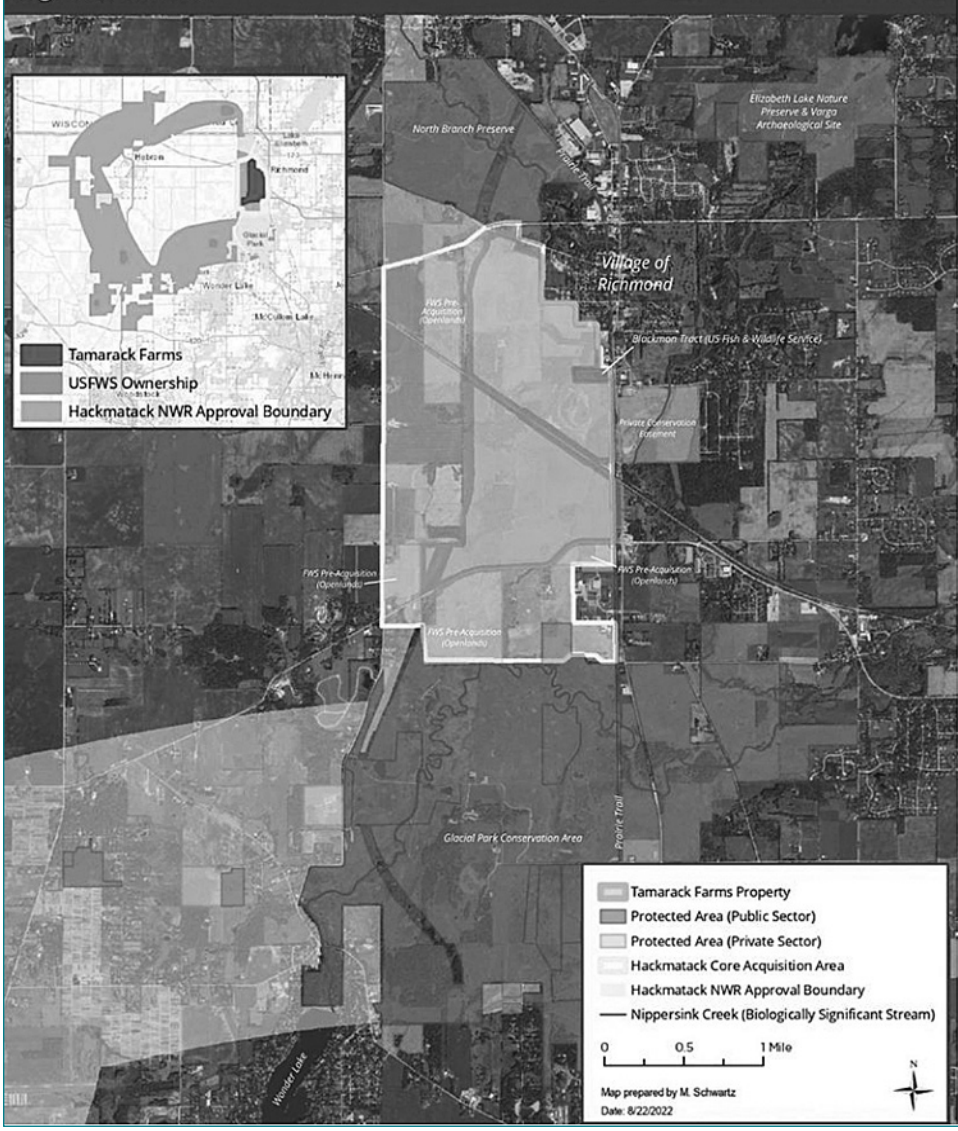 WISCON
Hebron
Lake
Elizabeth
173
Richmond
Glacial
Park
Wonder Lake
McCullom Lake
McHenr
Woodstock
Tamarack Farms
USFWS Ownership
Hackmatack NWR Approval Boundary
North Branch Preserve
Prairie Trail
Elizabeth Lake Nature
Preserve & Varga
Archaeological Site
Village of
Richmond
FWS Pre-
Acquisition
(Openlands)
Blackmon Tract (US Fish & Wildlife Service)
Private Conservation
Easement
FWS Pre-Acquisition
(Openlands)
FWS Pre-Acquisition
(Openlands)
FWS Pre-Acquisition
(Openlands)
Prairie Trail
Glacial Park Conservation Area
Wonder Lake
Tamarack Farms Property
Protected Area (Public Sector)
Protected Area (Private Sector)
Hackmatack Core Acquisition Area
Hackmatack NWR Approval Boundary
Nippersink Creek (Biologically Significant Stream)
0 0.5 1 Mile
N
Map prepared by M. Schwartz
Date: 8/22/2022